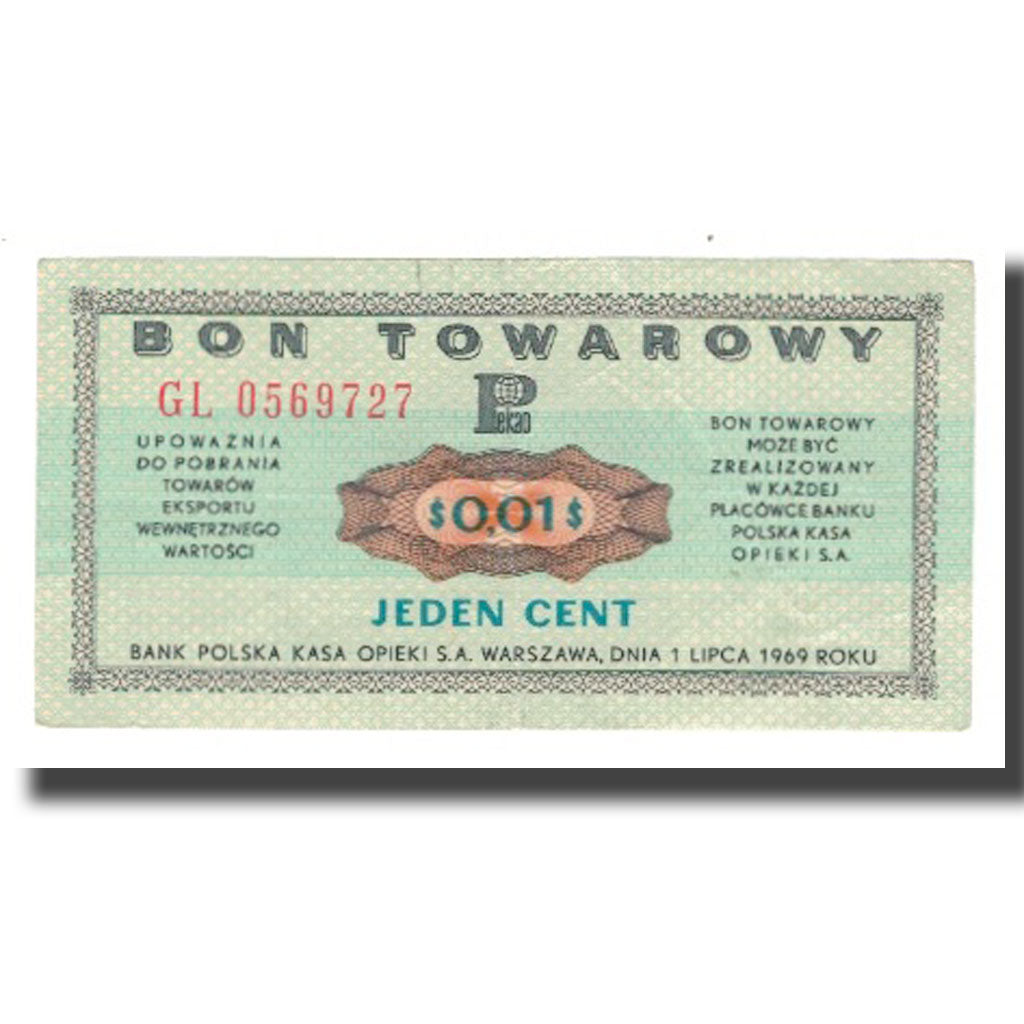 BON TOWAROWY
GL 0569727
Pekao
UPOWAŻNIA
DO POBRANIA
TOWARÓW
EKSPORTU
WEWNĘTRZNEGO
WARTOŚCI
$0,01$
BON TOWAROWY
MOŻE BYĆ
ZREALIZOWANY
W KAŻDEJ
PLACÓWCE BANKU
POLSKA KASA
OPIEKI S.A.
JEDEN CENT
BANK POLSKA KASA OPIEKI S.A. WARSZAWA, DNIA 1 LIPCA 1969 ROKU